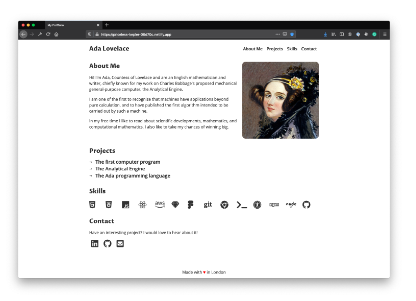 My Portfolio
Ada Lovelace
About Me Projects Skills Contact
About Me
Hi! I'm Ada, Countess of Lovelace and am an English mathematician and
writer, chiefly known for my work on Charles Babbage's proposed mechanical
general-purpose computer, the Analytical Engine.
I am one of the first to recognize that machines have applications beyond
pure calculation, and to have published the first algorithm intended to be
carried out by such a machine.
In my free time I like to read about scientific developments, mathematics, and
computational mathematics. I also like to take my chances of winning big.
Projects
The first computer program
The Analytical Engine
The Ada programming language
Skills
aws
git
npm
node
Contact
Have an interesting project? I would love to hear about it!
Made with ♥ in London